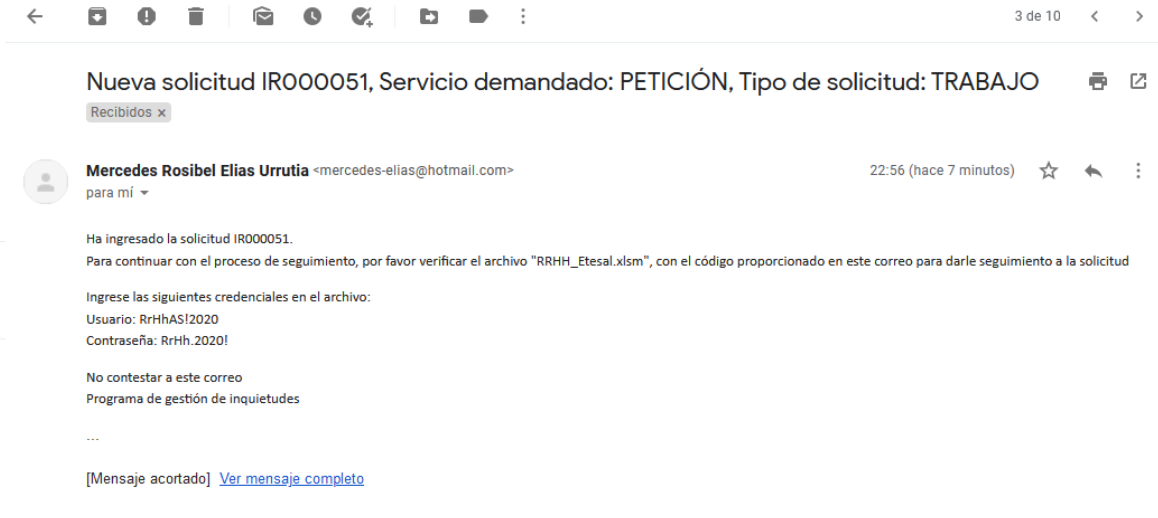 3 de 10
Nueva solicitud IR000051, Servicio demandado: PETICIÓN, Tipo de solicitud: TRABAJO
Recibidos x
Mercedes Rosibel Elias Urrutia <mercedes-elias@hotmail.com>
22:56 (hace 7 minutos)
para mí
Ha ingresado la solicitud IR000051.
Para continuar con el proceso de seguimiento, por favor verificar el archivo "RRHH_Etesal.xlsm", con el código proporcionado en este correo para darle seguimiento a la solicitud
Ingrese las siguientes credenciales en el archivo:
Usuario: RrHhAS!2020
Contraseña: RrHh.2020!
No contestar a este correo
Programa de gestión de inquietudes
...
[Mensaje acortado] Ver mensaje completo